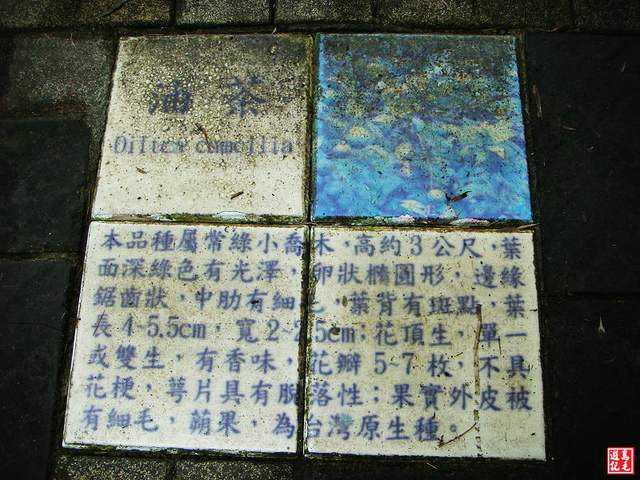 油茶
Oiltea camellia
本品種屬常綠小喬木，高約3公尺，葉
面深綠色有光澤，卵狀橢圓形，邊緣
鋸齒狀，中肋有細毛，葉背有斑點，葉
長4-5.5cm，寬2- .5cm；花頂生，單一
或雙生，有香味，花瓣5-7枚，不具
花梗，萼片具有脫落性；果實外皮被
有細毛，蘋果，為台灣原生種。